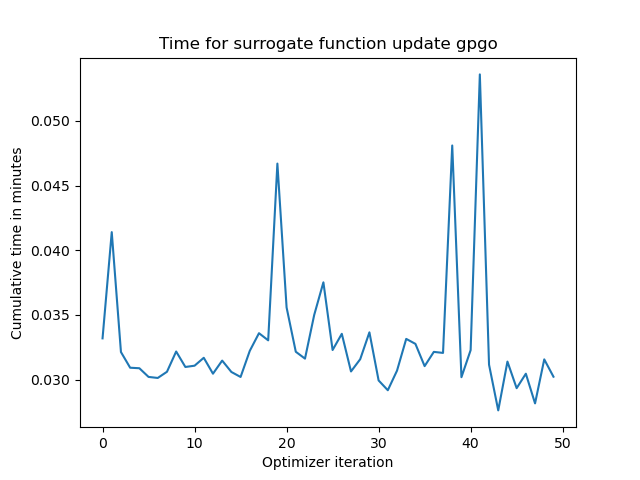 Time for surrogate function update gpgo
Cumulative time in minutes
0.050
0.045
0.040
0.035
0.030
0 10 20 30 40 50
Optimizer iteration